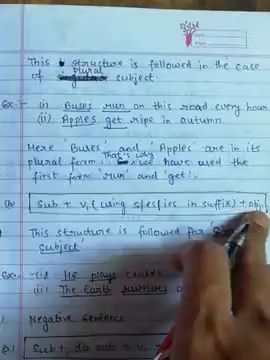 This structure is followed in the case
of plural subject.
Ex:- (i) Buses run on this road every hour
(ii) Apples get ripe in autumn.
Here 'Buses' and 'Apples' are in its
plural form. That's why we have used the
first form 'run' and 'get'.
(b) Sub + V₁ (using s/es/ies in suffix) + obj
This structure is followed for
Subject'
Ex:- (i) He plays
(ii) The Earth revolves
Negative Sentence
Sub + do